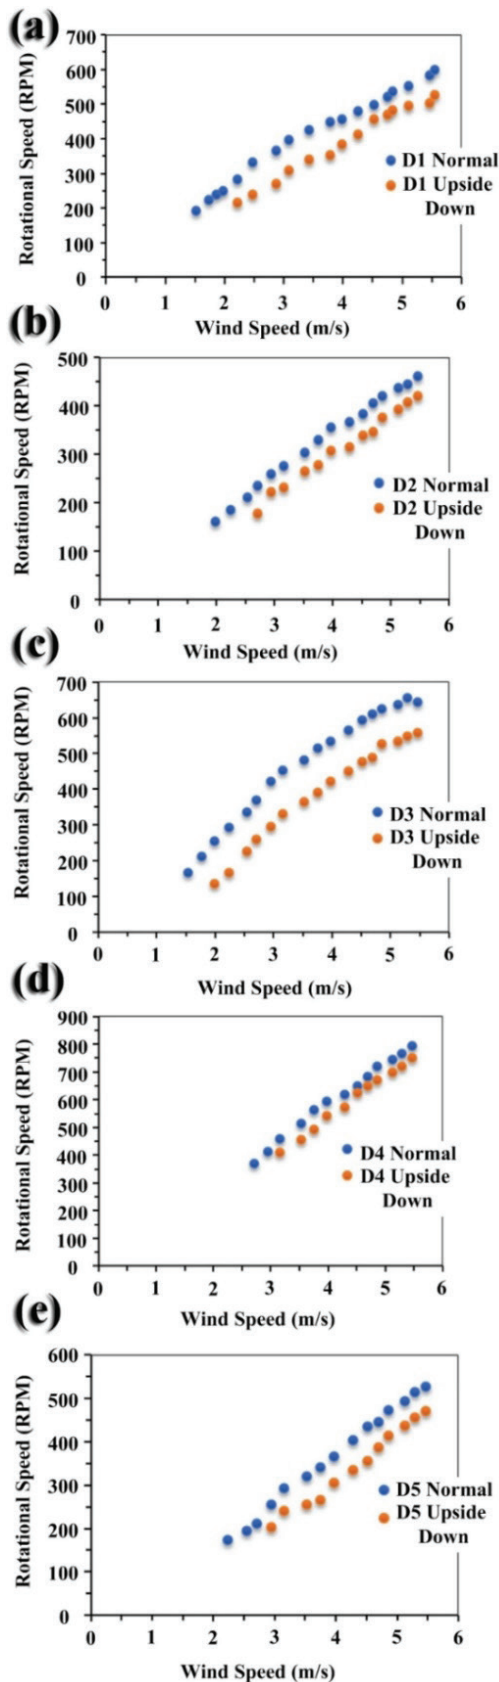 (a)
700
600
500
400
300
200
100
0
Rotational Speed (RPM)
D1 Normal
D1 Upside
Down
0 1 2 3 4 5 6
Wind Speed (m/s)
(b)
500
400
300
200
100
0
Rotational Speed (RPM)
D2 Normal
D2 Upside
Down
0 1 2 3 4 5 6
Wind Speed (m/s)
(c)
700
600
500
400
300
200
100
0
Rotational Speed (RPM)
D3 Normal
D3 Upside
Down
0 1 2 3 4 5 6
Wind Speed (m/s)
(d)
900
800
700
600
500
400
300
200
100
0
Rotational Speed (RPM)
D4 Normal
D4 Upside
Down
0 1 2 3 4 5 6
Wind Speed (m/s)
(e)
600
500
400
300
200
100
0
Rotational Speed (RPM)
D5 Normal
D5 Upside
Down
0 1 2 3 4 5 6
Wind Speed (m/s)